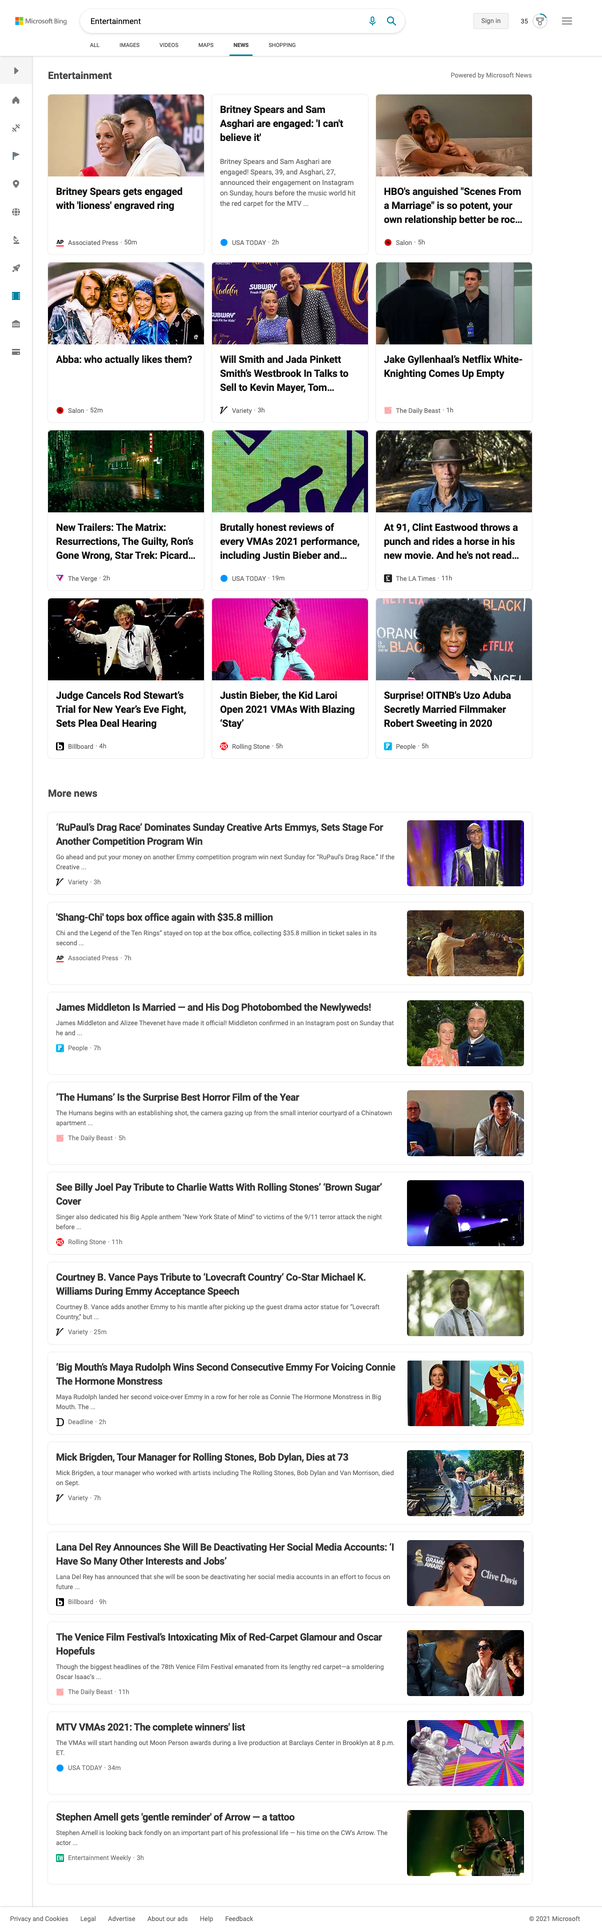 Microsoft Bing
Entertainment
Sign in
35
ALL
IMAGES
VIDEOS
MAPS
NEWS
SHOPPING
Entertainment
Powered by Microsoft News
Britney Spears gets engaged
with 'lioness' engraved ring
AP Associated Press · 50m
Britney Spears and Sam
Asghari are engaged: 'I can't
believe it'
Britney Spears and Sam Asghari are
engaged! Spears, 39, and Asghari, 27,
announced their engagement on Instagram
on Sunday, hours before the music world hit
the red carpet for the MTV ...
USA TODAY · 2h
HBO's anguished "Scenes From
a Marriage" is so potent, your
own relationship better be roc...
Salon · 5h
Abba: who actually likes them?
Salon · 52m
Aladdin
SUBWAY
SUBWAY
Will Smith and Jada Pinkett
Smith's Westbrook In Talks to
Sell to Kevin Mayer, Tom...
Variety · 3h
Jake Gyllenhaal's Netflix White-
Knighting Comes Up Empty
The Daily Beast · 1h
New Trailers: The Matrix:
Resurrections, The Guilty, Ron's
Gone Wrong, Star Trek: Picard...
The Verge · 2h
Brutally honest reviews of
every VMAs 2021 performance,
including Justin Bieber and...
USA TODAY · 19m
At 91, Clint Eastwood throws a
punch and rides a horse in his
new movie. And he's not read...
The LA Times · 11h
Judge Cancels Rod Stewart's
Trial for New Year's Eve Fight,
Sets Plea Deal Hearing
Billboard · 4h
Justin Bieber, the Kid Laroi
Open 2021 VMAs With Blazing
'Stay'
Rolling Stone · 5h
NETFLIX
BLACK
ORANGE
BLACK
NETFLIX
Surprise! OITNB's Uzo Aduba
Secretly Married Filmmaker
Robert Sweeting in 2020
People · 5h
More news
'RuPaul's Drag Race' Dominates Sunday Creative Arts Emmys, Sets Stage For
Another Competition Program Win
Go ahead and put your money on another Emmy competition program win next Sunday for "RuPaul's Drag Race." If the
Creative ...
Variety · 3h
'Shang-Chi' tops box office again with $35.8 million
Chi and the Legend of the Ten Rings" stayed on top at the box office, collecting $35.8 million in ticket sales in its
second ...
AP Associated Press · 7h
James Middleton Is Married — and His Dog Photobombed the Newlyweds!
James Middleton and Alizee Thevenet have made it official! Middleton confirmed in an Instagram post on Sunday that
he and ...
People · 7h
'The Humans' Is the Surprise Best Horror Film of the Year
The Humans begins with an establishing shot, the camera gazing up from the small interior courtyard of a Chinatown
apartment ...
The Daily Beast · 5h
See Billy Joel Pay Tribute to Charlie Watts With Rolling Stones' 'Brown Sugar'
Cover
Singer also dedicated his Big Apple anthem "New York State of Mind" to victims of the 9/11 terror attack the night
before ...
Rolling Stone · 11h
Courtney B. Vance Pays Tribute to 'Lovecraft Country' Co-Star Michael K.
Williams During Emmy Acceptance Speech
Courtney B. Vance adds another Emmy to his mantle after picking up the guest drama actor statue for "Lovecraft
Country," but ...
Variety · 25m
'Big Mouth's Maya Rudolph Wins Second Consecutive Emmy For Voicing Connie
The Hormone Monstress
Maya Rudolph landed her second voice-over Emmy in a row for her role as Connie The Hormone Monstress in Big
Mouth. The ...
Deadline · 2h
Mick Brigden, Tour Manager for Rolling Stones, Bob Dylan, Dies at 73
Mick Brigden, a tour manager who worked with artists including The Rolling Stones, Bob Dylan and Van Morrison, died
on Sept.
Variety · 7h
Lana Del Rey Announces She Will Be Deactivating Her Social Media Accounts: 'I
Have So Many Other Interests and Jobs'
Lana Del Rey has announced that she will be soon be deactivating her social media accounts in an effort to focus on
future ...
Billboard · 9h
GRAMMY
AWARDS
Clive Davis
The Venice Film Festival's Intoxicating Mix of Red-Carpet Glamour and Oscar
Hopefuls
Though the biggest headlines of the 78th Venice Film Festival emanated from its lengthy red carpet—a smoldering
Oscar Isaac's ...
The Daily Beast · 11h
MTV VMAs 2021: The complete winners' list
The VMAs will start handing out Moon Person awards during a live production at Barclays Center in Brooklyn at 8 p.m.
ET.
USA TODAY · 34m
Stephen Amell gets 'gentle reminder' of Arrow — a tattoo
Stephen Amell is looking back fondly on an important part of his professional life — his time on the CW's Arrow. The
actor ...
EW Entertainment Weekly · 3h
Privacy and Cookies
Legal
Advertise
About our ads
Help
Feedback
© 2021 Microsoft